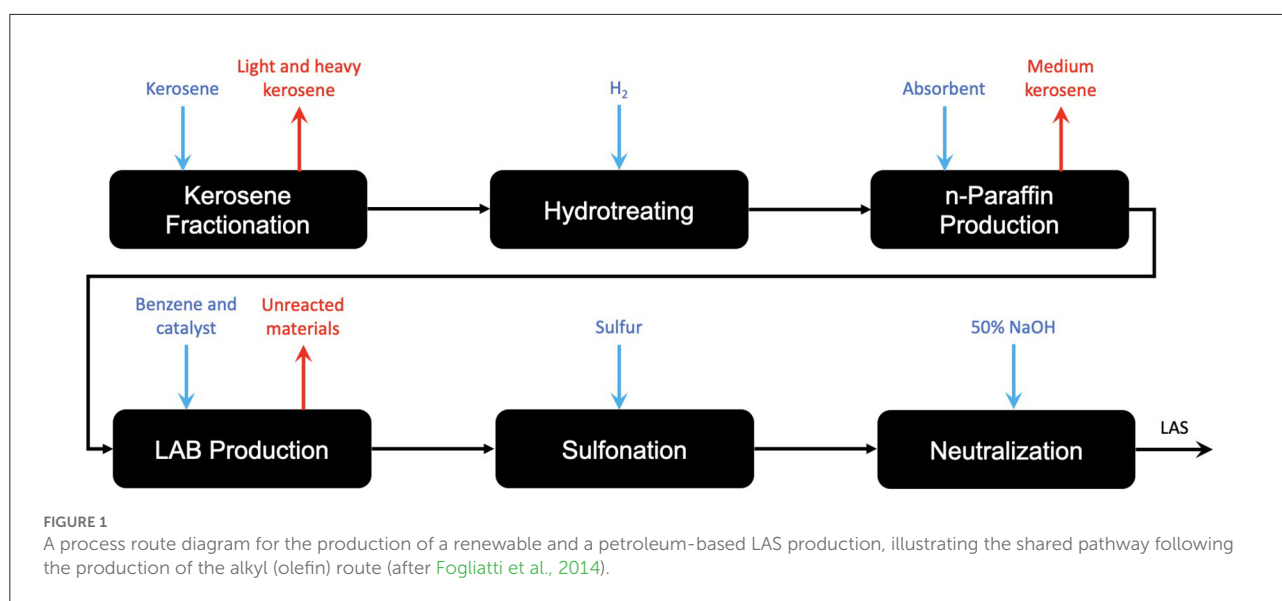 Kerosene
Light and heavy
kerosene
H₂
Absorbent
Medium
kerosene
Kerosene
Fractionation
Hydrotreating
n-Paraffin
Production
Benzene and
catalyst
Unreacted
materials
Sulfur
50% NaOH
LAB Production
Sulfonation
Neutralization
LAS
FIGURE 1
A process route diagram for the production of a renewable and a petroleum-based LAS production, illustrating the shared pathway following
the production of the alkyl (olefin) route (after Fogliatti et al., 2014).